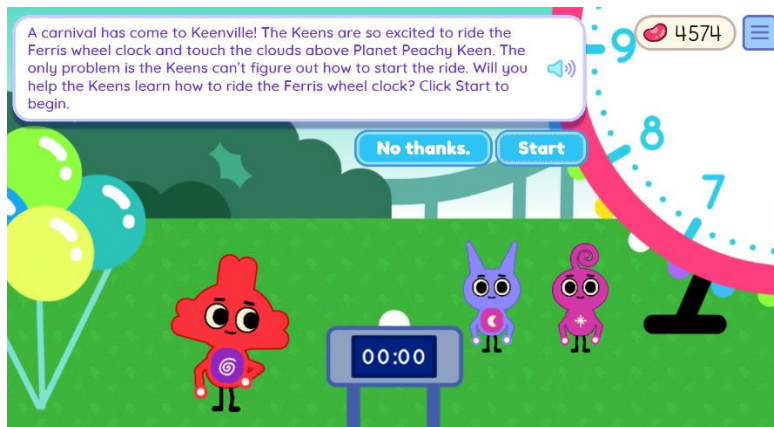 A carnival has come to Keenville! The Keens are so excited to ride the
Ferris wheel clock and touch the clouds above Planet Peachy Keen. The
only problem is the Keens can't figure out how to start the ride. Will you
help the Keens learn how to ride the Ferris wheel clock? Click Start to
begin.
4574
9
No thanks.
Start
8
7
00:00